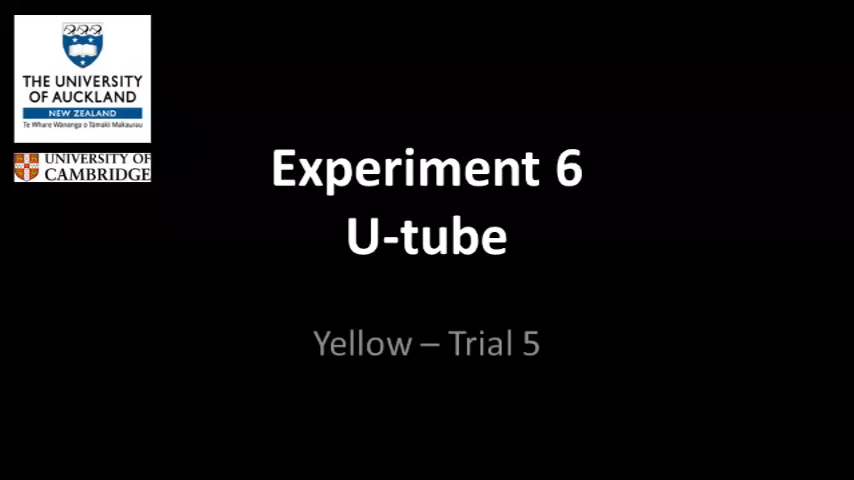 THE UNIVERSITY
OF AUCKLAND
NEW ZEALAND
Te Whare Wānanga o Tāmaki Makaurau
UNIVERSITY OF
CAMBRIDGE
Experiment 6
U-tube
Yellow – Trial 5